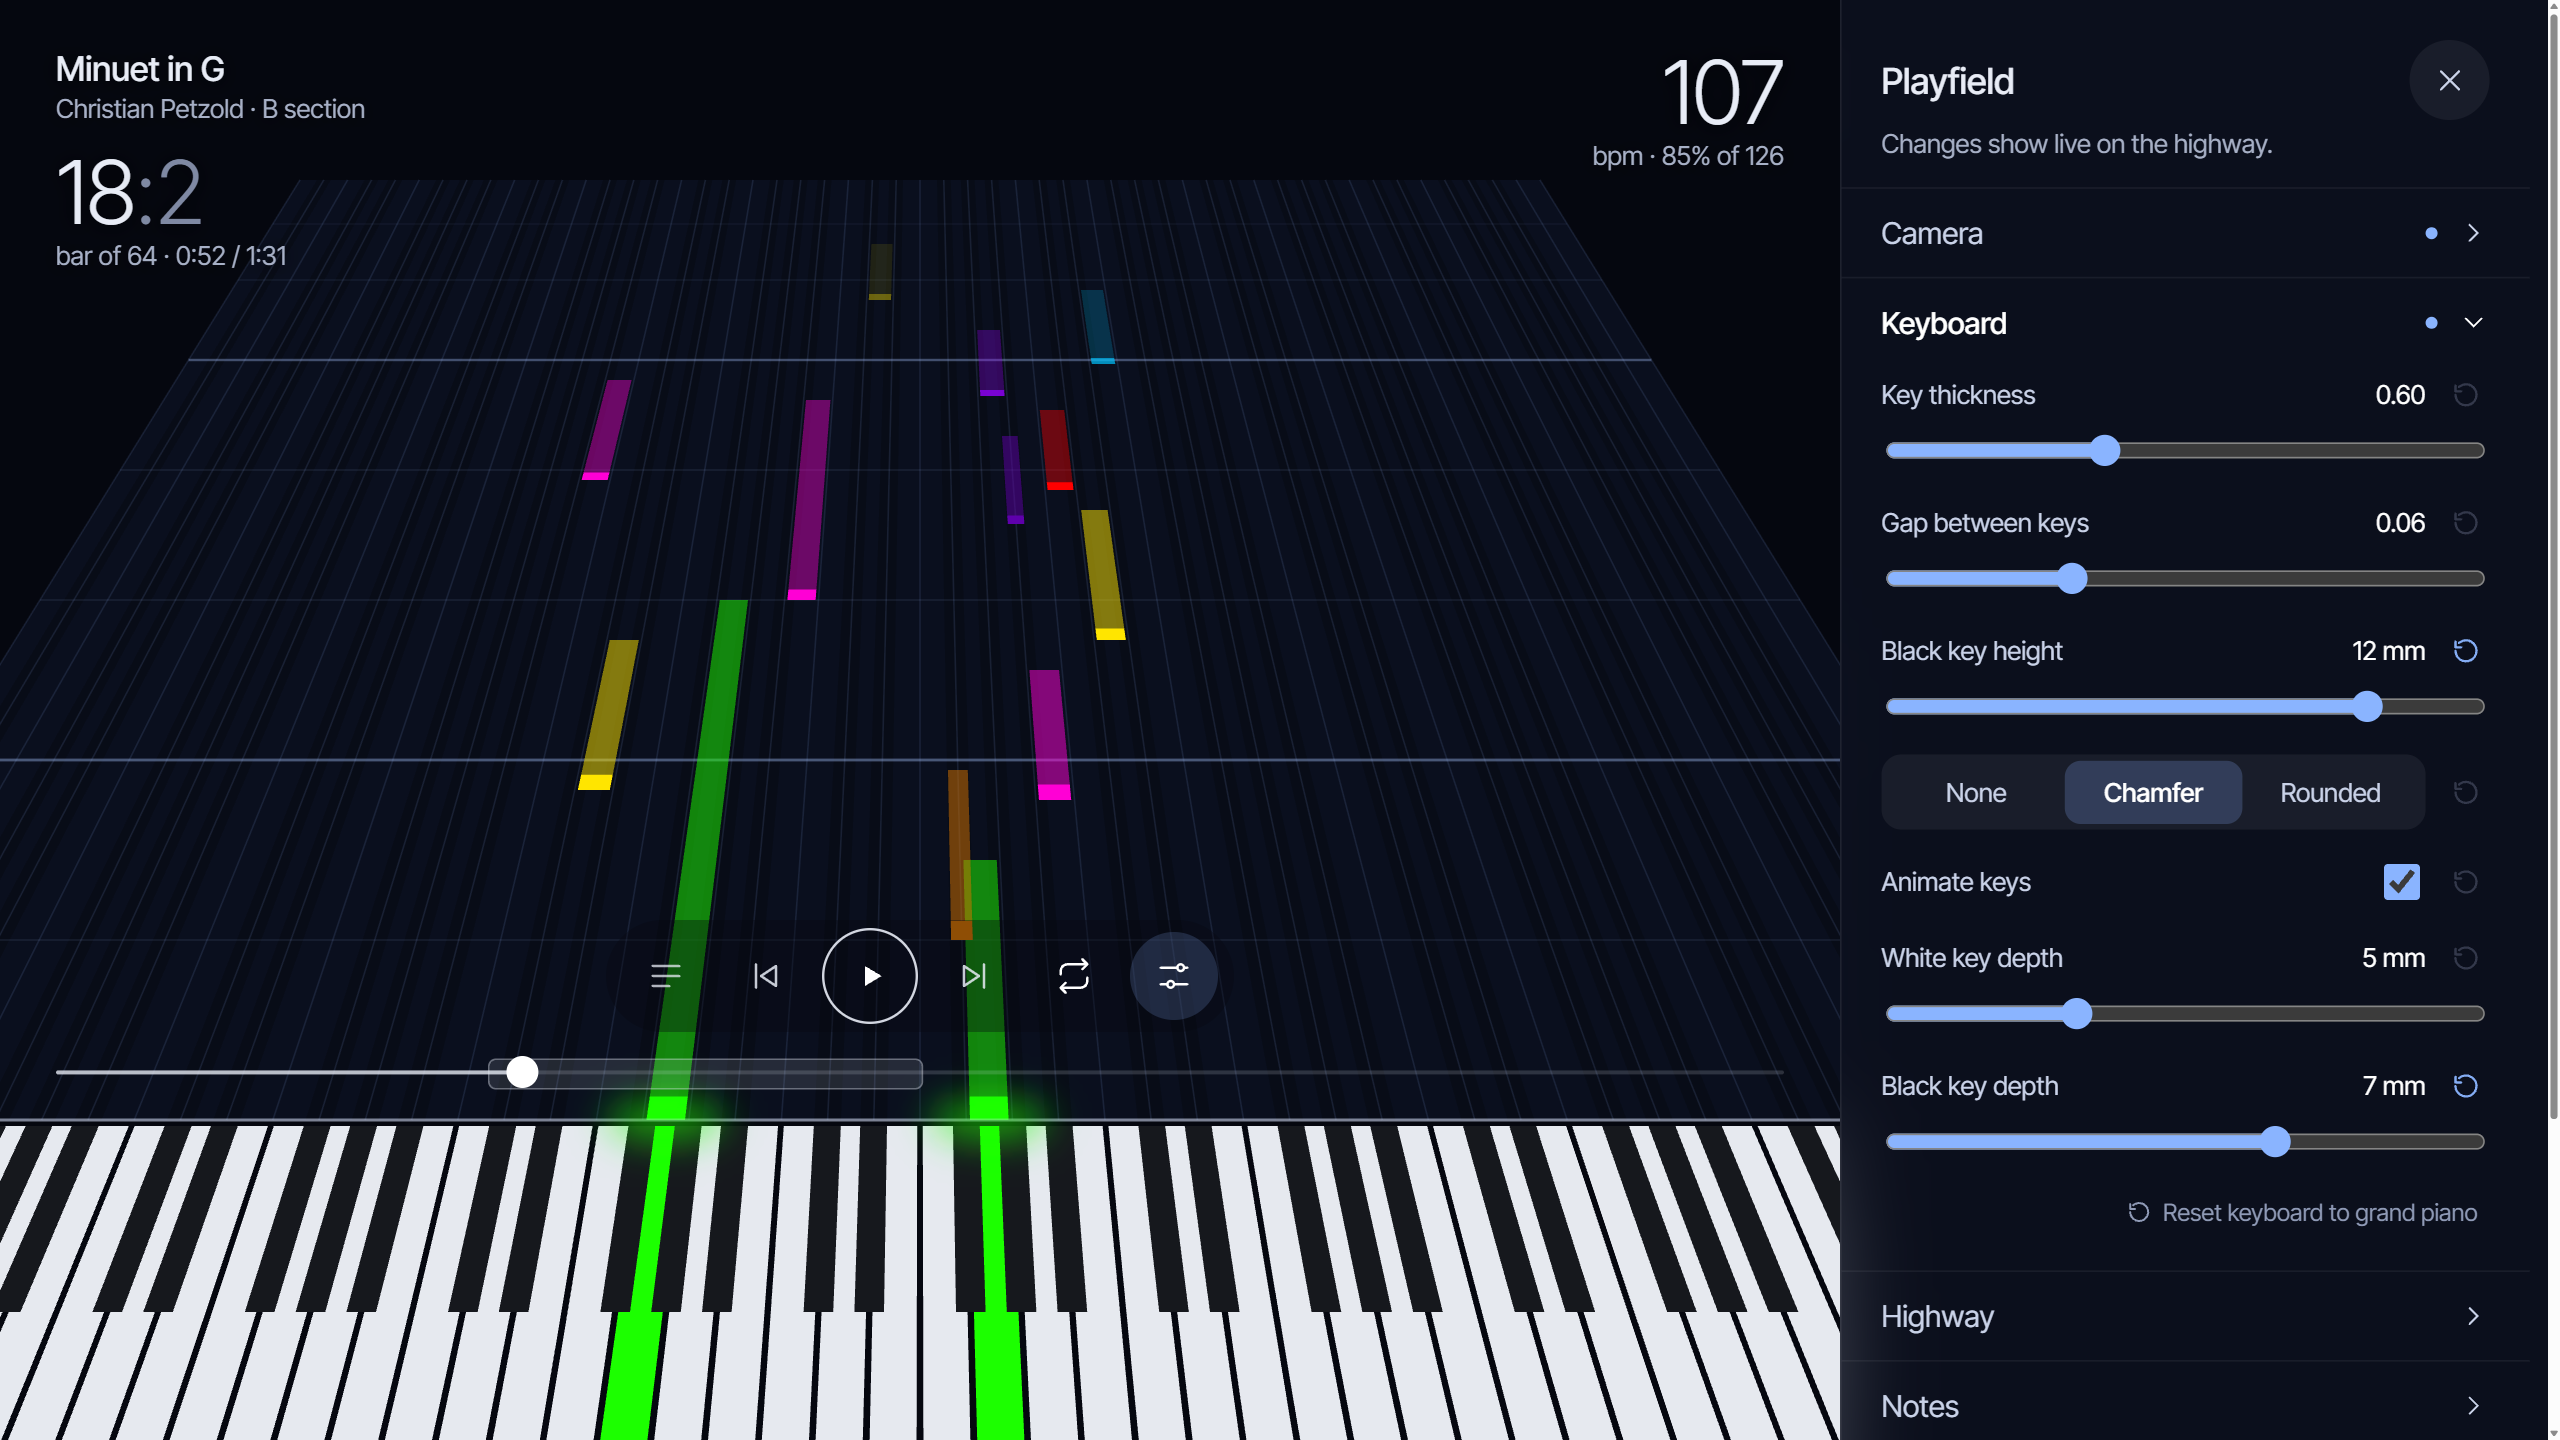 Minuet in G
Christian Petzold · B section
18:2
bar of 64 · 0:52 / 1:31
107
bpm · 85% of 126
Playfield
Changes show live on the highway.
Camera
Keyboard
Key thickness 0.60
Gap between keys 0.06
Black key height 12 mm
None Chamfer Rounded
Animate keys
White key depth 5 mm
Black key depth 7 mm
Reset keyboard to grand piano
Highway
Notes